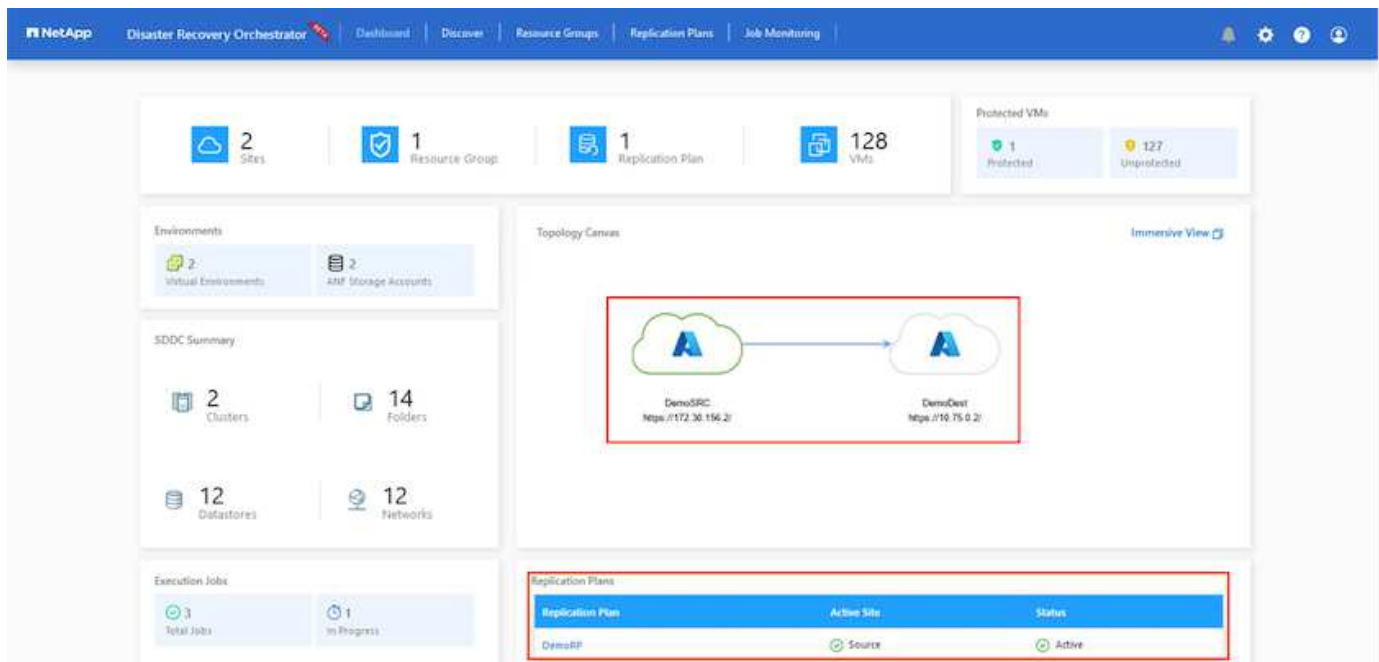 NetApp Disaster Recovery Orchestrator Dashboard Discover Resource Groups Replication Plans Job Monitoring
2
Sites
1
Resource Group
1
Replication Plan
128
VMs
Protected VMs
1
Protected
127
Unprotected
Environments
2
Virtual Environments
2
ANF Storage Accounts
Topology Canvas
Immersive View
DemoSRC
https://172.30.156.2/
DemoDest
https://10.75.0.2/
SDDC Summary
2
Clusters
14
Folders
12
Datastores
12
Networks
Execution Jobs
3
Total Jobs
1
In Progress
Replication Plans
Replication Plan Active Site Status
DemoRP Source Active